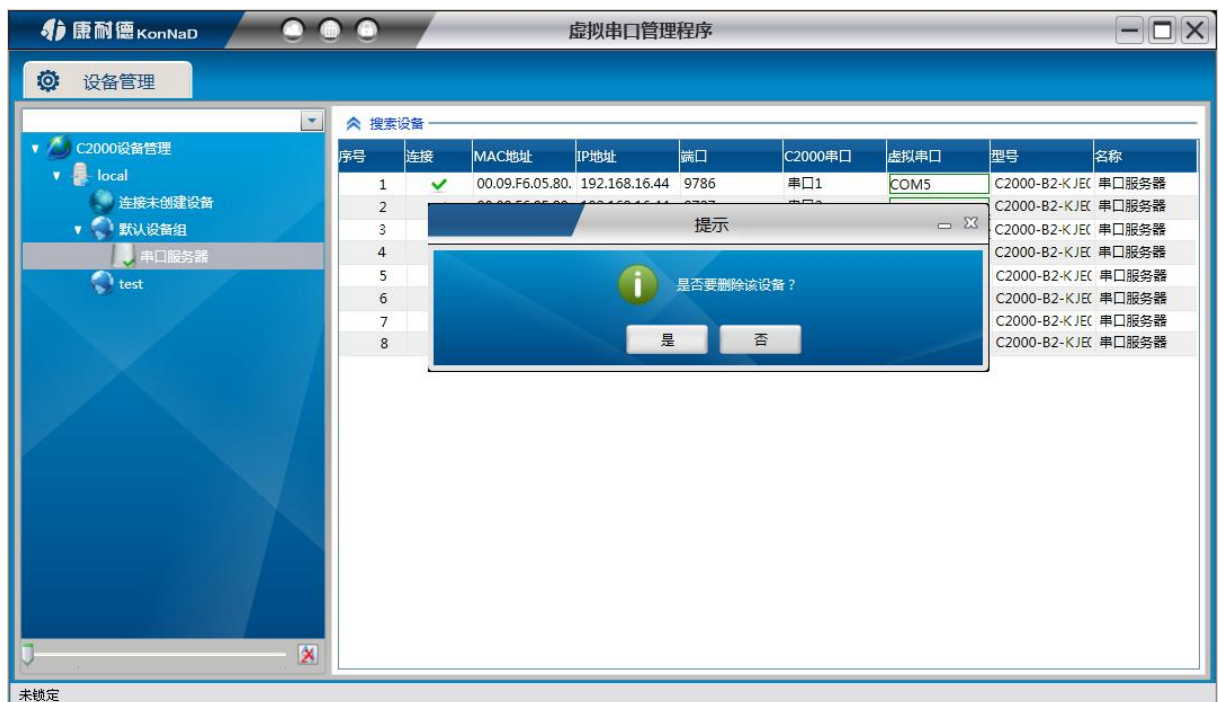 康耐德 KonNaD
虚拟串口管理程序
设备管理
搜索设备
C2000设备管理
local
连接未创建设备
默认设备组
串口服务器
test
序号 连接 MAC地址 IP地址 端口 C2000串口 虚拟串口 型号 名称
1 00.09.F6.05.80. 192.168.16.44 9786 串口1 COM5 C2000-B2-KJE 串口服务器
2 C2000-B2-KJE 串口服务器
3 C2000-B2-KJE 串口服务器
4 C2000-B2-KJE 串口服务器
5 C2000-B2-KJE 串口服务器
6 C2000-B2-KJE 串口服务器
7 C2000-B2-KJE 串口服务器
8 C2000-B2-KJE 串口服务器
提示
是否要删除该设备？
是 否
未锁定